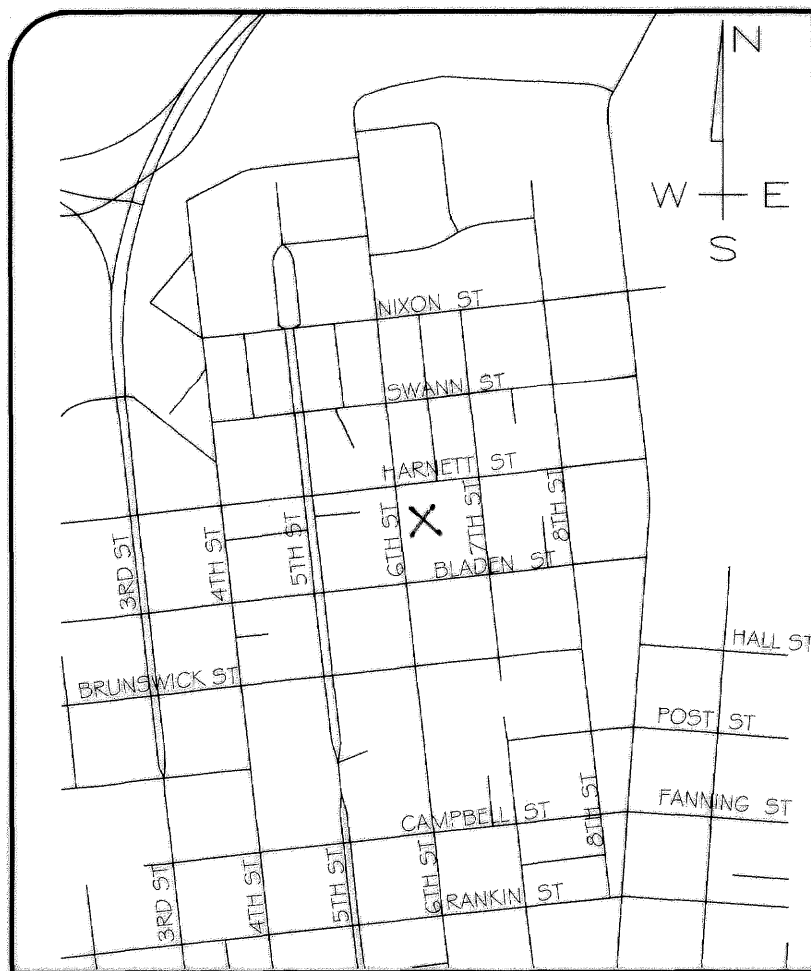 N
W E
S
NIXON ST
SWANN ST
HARNETT ST
3RD ST
4TH ST
5TH ST
6TH ST
X
7TH ST
8TH ST
BLADEN ST
HALL ST
BRUNSWICK ST
POST ST
FANNING ST
CAMPBELL ST
8TH ST
3RD ST
4TH ST
5TH ST
6TH ST
RANKIN ST